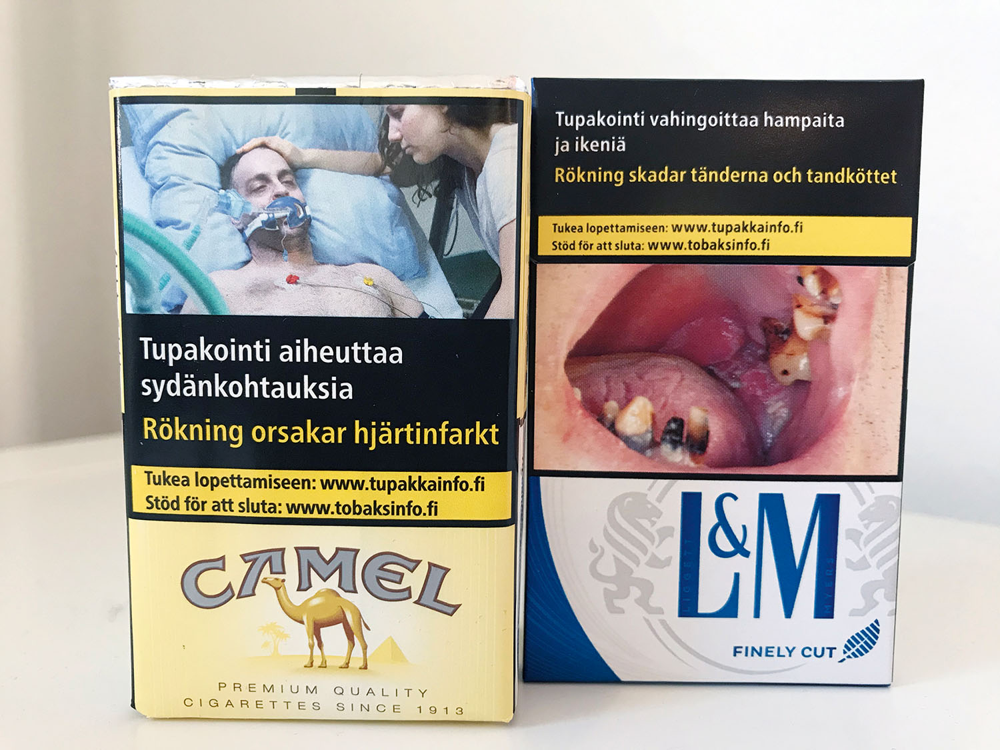 Tupakointi aiheuttaa
sydänkohtauksia
Rökning orsakar hjärtinfarkt
Tukea lopettamiseen: www.tupakkainfo.fi
Stöd för att sluta: www.tobaksinfo.fi
CAMEL
PREMIUM QUALITY
CIGARETTES SINCE 1913
Tupakointi vahingoittaa hampaita
ja ikeniä
Rökning skadar tänderna och tandköttet
Tukea lopettamiseen: www.tupakkainfo.fi
Stöd för att sluta: www.tobaksinfo.fi
L&M
LIGGETT
MYERS
FINELY CUT